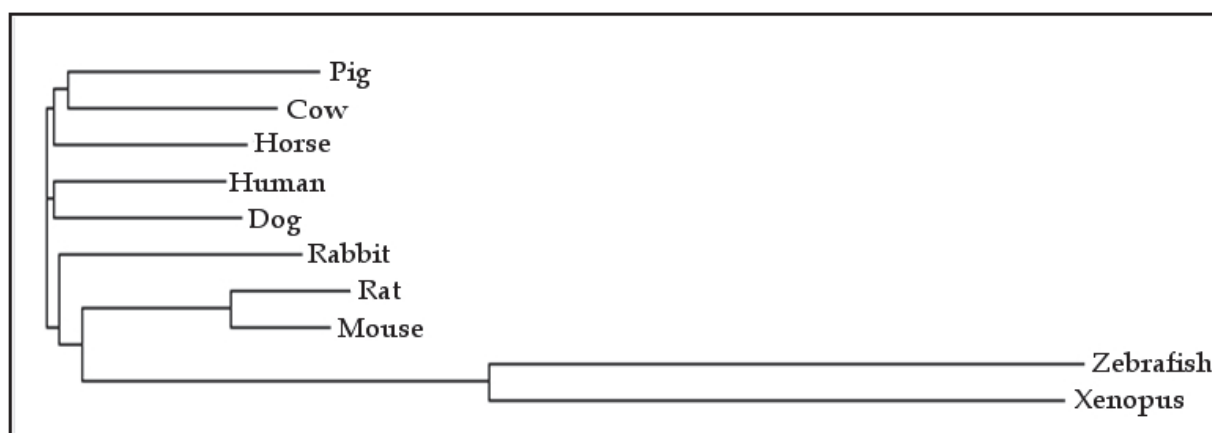 Pig
Cow
Horse
Human
Dog
Rabbit
Rat
Mouse
Zebrafish
Xenopus